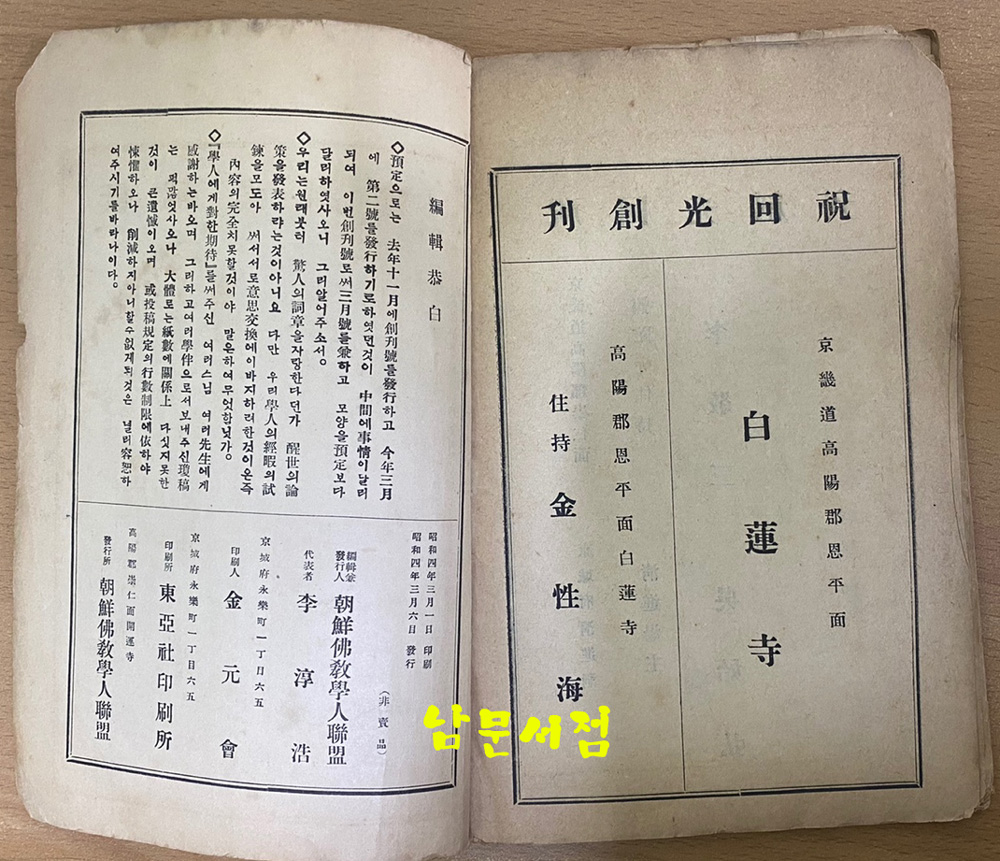 祝回光創刊
京畿道高陽郡恩平面
白蓮寺
高陽郡恩平面白蓮寺
住持 金性海
編輯恭白
◇預定으로는 去年十一月에創刊號를發行하고 今年三月
에 第二號를發行하기로하엿던것이 中間에事情이달러
되여 이번創刊號로써三月號를兼하고 모양을預定보다
달러하엿사오니 그리알어주소서。
◇우리는원래붓터 驚人의詞章을자랑한다던가 醒世의論
策을發表하랴는것이아니요 다만 우리學人의經暇의試
鍊을모도아 써서로意思交換에이바지하려한것이온즉
內容의完全치못할것이야 말은하여무엇합닛가。
◇『學人에게對한期待』를써주신 여러스님 여러先生에게
感謝하는바오며 그리하고여러學伴으로서보내주신瓊稿
는 퍽많엇사오나 大體로는紙數에關係上 다싯지못한
것이 큰遺憾이오며 或投稿規定의行數制限에依하야
悚懼하오나 削減하지아니할수없게되것은 널리容恕하
여주시기를바라나이다。
昭和四年三月一日 印刷
昭和四年三月六日 發行
(非賣品)
編輯兼發行人 朝鮮佛敎學人聯盟
代表者 李淳浩
京城府永樂町一丁目六五
印刷人 金元會
京城府永樂町一丁目六五
印刷所 東亞社印刷所
高陽郡崇仁面開運寺
發行所 朝鮮佛敎學人聯盟
남문서점